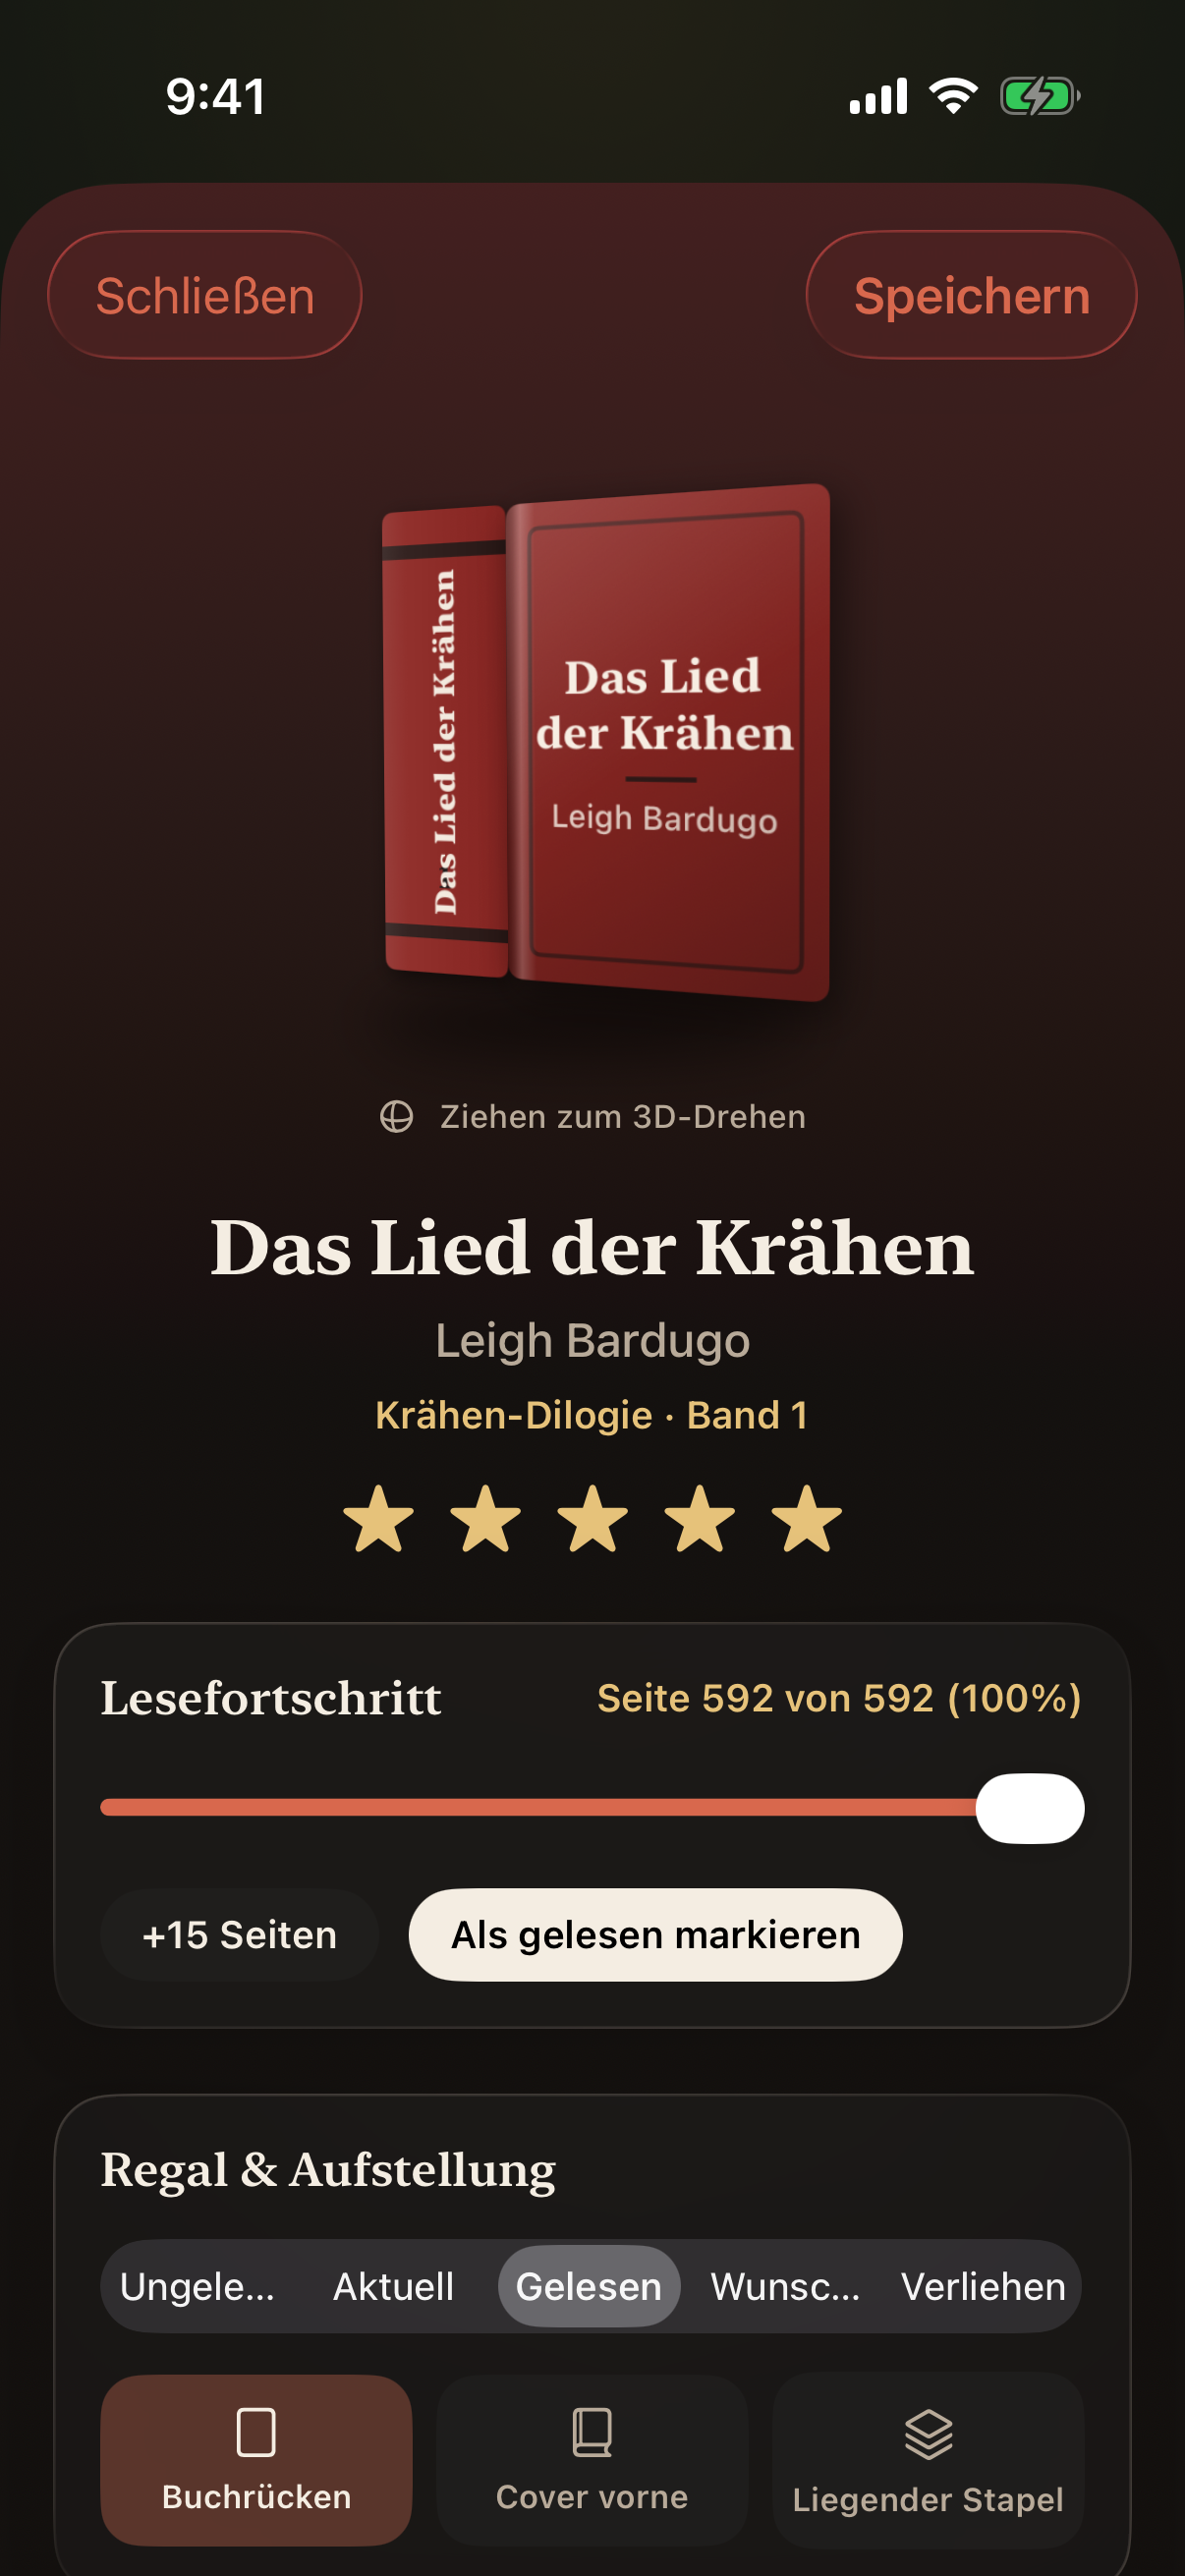 9:41
Schließen
Speichern
Das Lied der Krähen
Das Lied
der Krähen
Leigh Bardugo
Ziehen zum 3D-Drehen
Das Lied der Krähen
Leigh Bardugo
Krähen-Dilogie · Band 1
Lesefortschritt
Seite 592 von 592 (100%)
+15 Seiten
Als gelesen markieren
Regal & Aufstellung
Ungele...
Aktuell
Gelesen
Wunsc...
Verliehen
Buchrücken
Cover vorne
Liegender Stapel